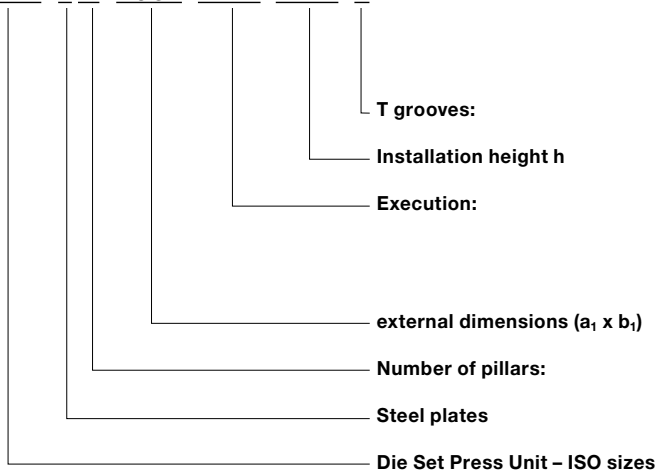 T grooves:
Installation height h
Execution:
external dimensions (a₁ x b₁)
Number of pillars:
Steel plates
Die Set Press Unit – ISO sizes